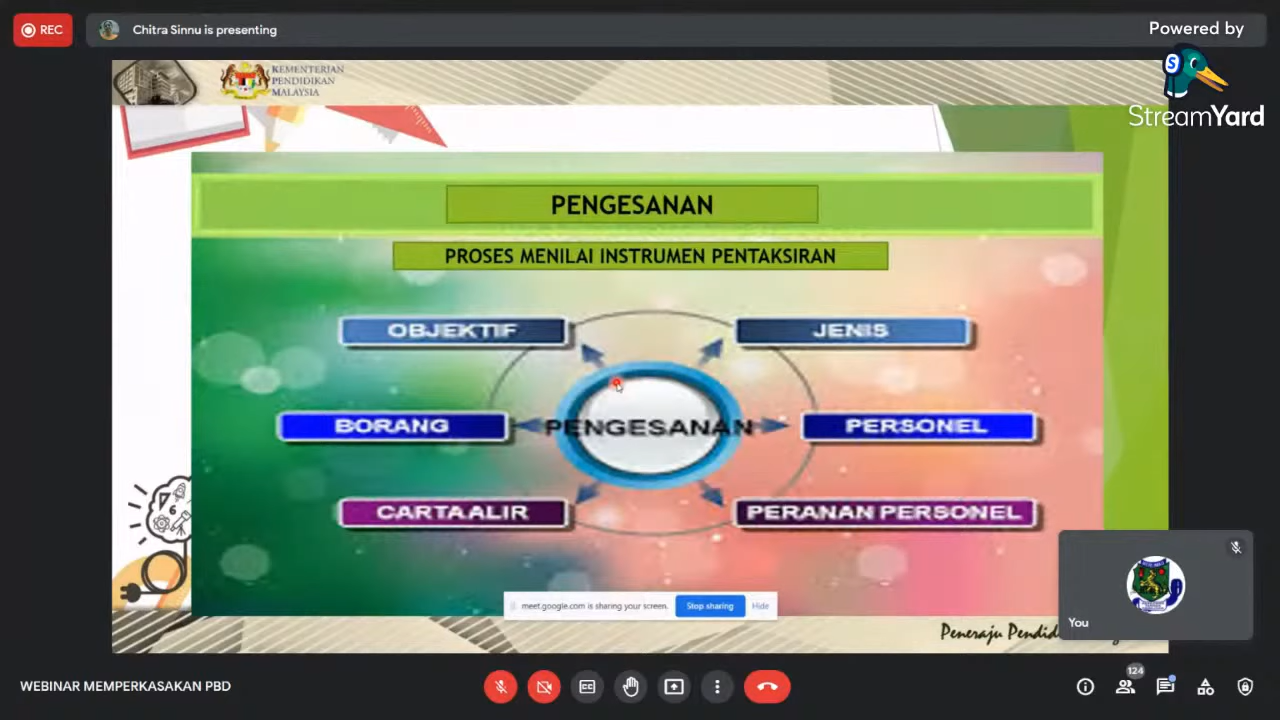 REC
Chitra Sinnu is presenting
Powered by
StreamYard
KEMENTERIAN
PENDIDIKAN
MALAYSIA
PENGESANAN
PROSES MENILAI INSTRUMEN PENTAKSIRAN
OBJEKTIF
JENIS
BORANG
PENGESANAN
PERSONEL
CARTA ALIR
PERANAN PERSONEL
meet.google.com is sharing your screen.
Stop sharing
Hide
You
Peneraju
WEBINAR MEMPERKASAKAN PBD
124